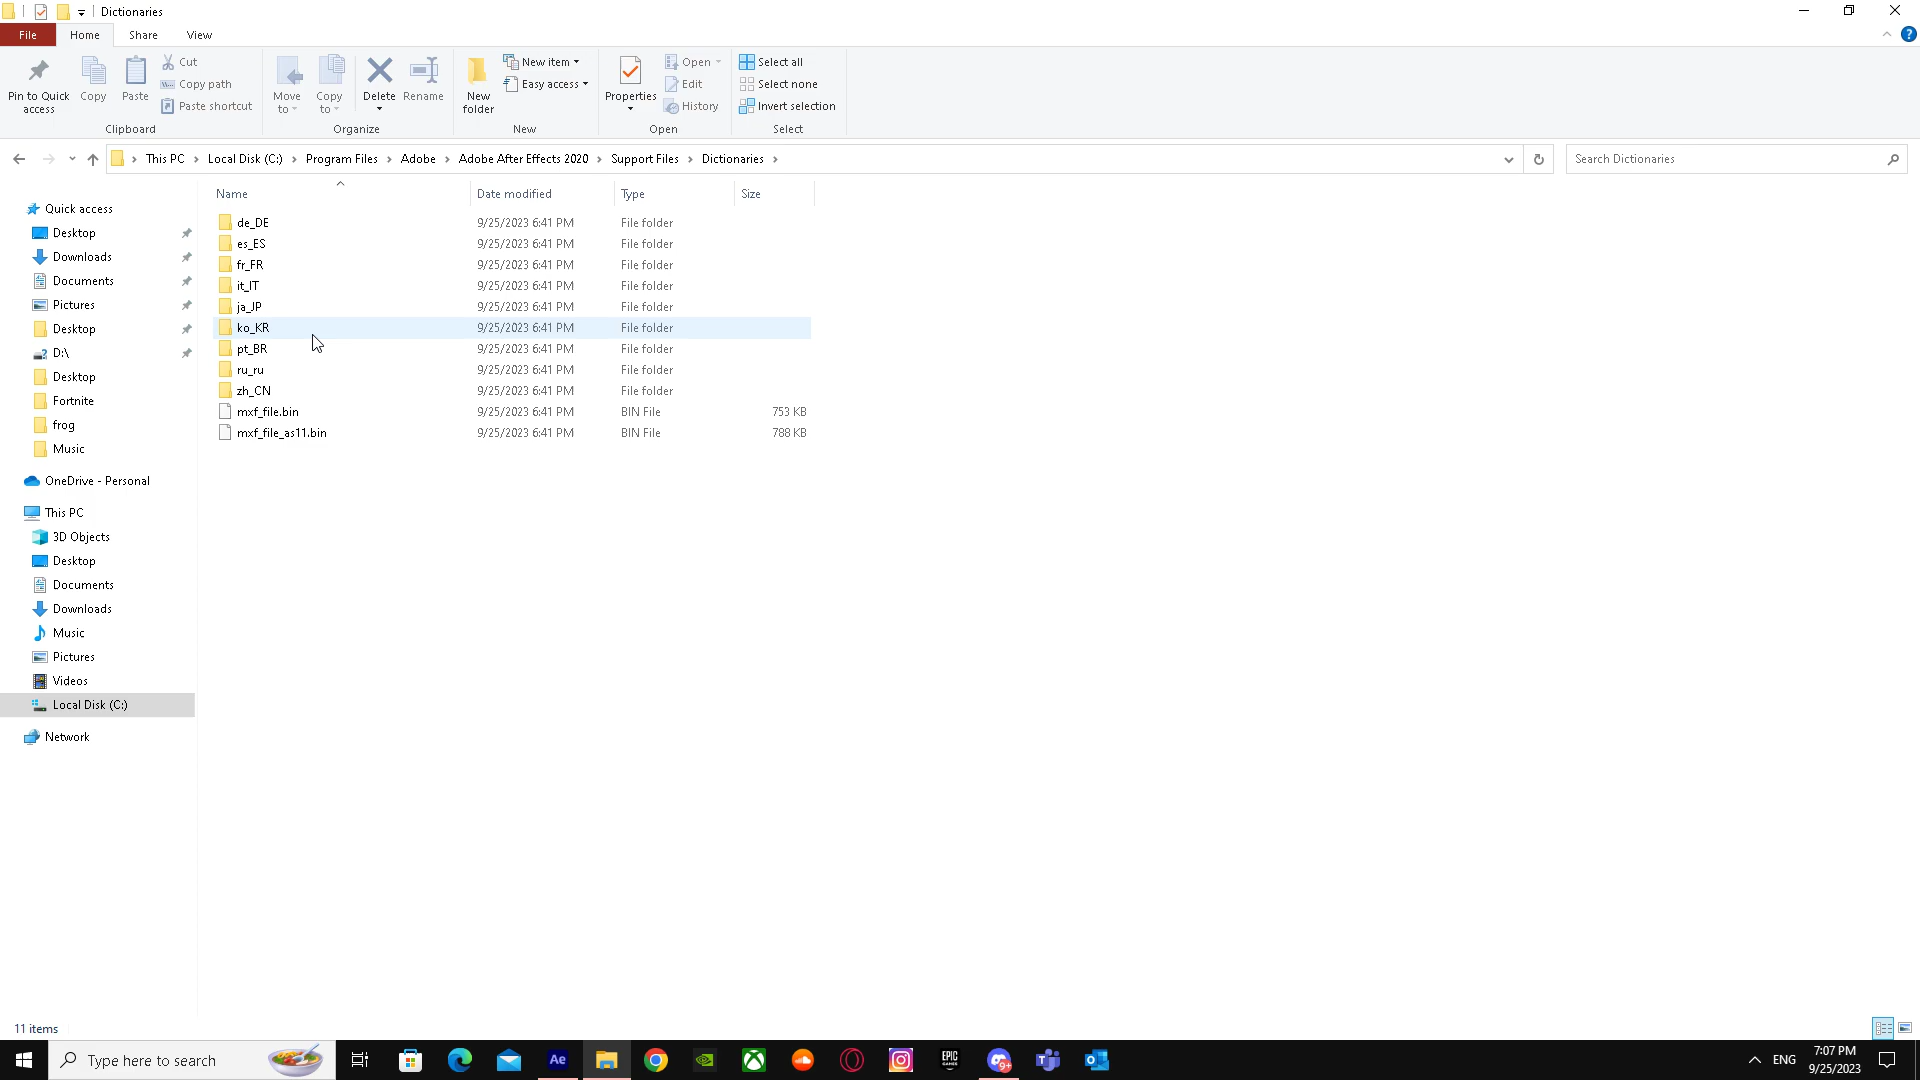 Dictionaries
File Home Share View
Pin to Quick access
Copy
Paste
Cut
Copy path
Paste shortcut
Clipboard
Move to
Copy to
Delete
Rename
Organize
New folder
New item
Easy access
New
Properties
Open
Edit
History
Open
Select all
Select none
Invert selection
Select
This PC Local Disk (C:) Program Files Adobe Adobe After Effects 2020 Support Files Dictionaries
Search Dictionaries
Name Date modified Type Size
de_DE 9/25/2023 6:41 PM File folder
es_ES 9/25/2023 6:41 PM File folder
fr_FR 9/25/2023 6:41 PM File folder
it_IT 9/25/2023 6:41 PM File folder
ja_JP 9/25/2023 6:41 PM File folder
ko_KR 9/25/2023 6:41 PM File folder
pt_BR 9/25/2023 6:41 PM File folder
ru_ru 9/25/2023 6:41 PM File folder
zh_CN 9/25/2023 6:41 PM File folder
mxf_file.bin 9/25/2023 6:41 PM BIN File 753 KB
mxf_file_as11.bin 9/25/2023 6:41 PM BIN File 788 KB
Quick access
Desktop
Downloads
Documents
Pictures
Desktop
D:\
Desktop
Fortnite
frog
Music
OneDrive - Personal
This PC
3D Objects
Desktop
Documents
Downloads
Music
Pictures
Videos
Local Disk (C:)
Network
11 items
Type here to search
Ae
EPIC GAMES
9+
ENG
7:07 PM
9/25/2023